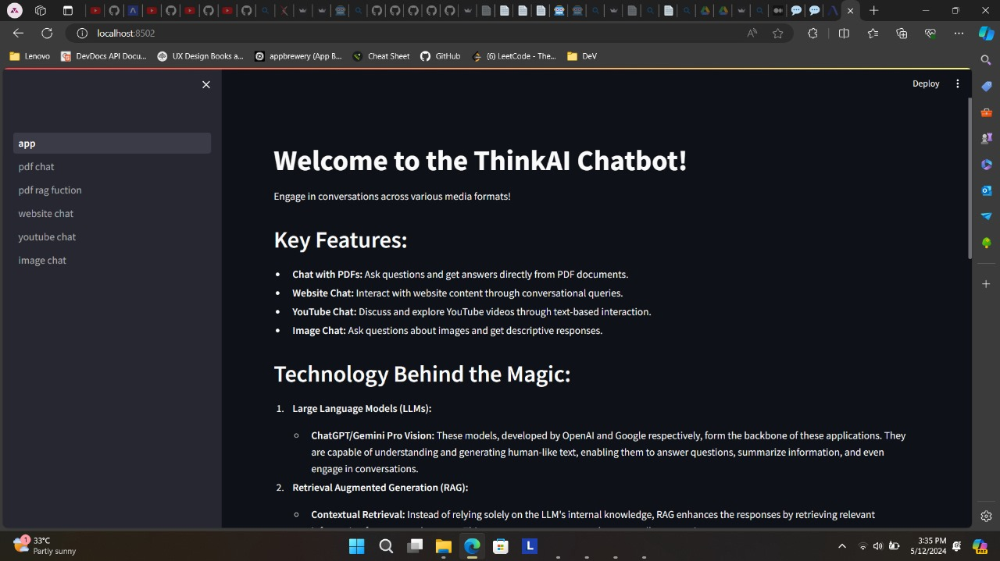 localhost:8502
Lenovo
DevDocs API Docu...
UX Design Books a...
appbrewery (App B...
Cheat Sheet
GitHub
(6) LeetCode - The...
DeV
Deploy
app
pdf chat
pdf rag fuction
website chat
youtube chat
image chat
Welcome to the ThinkAI Chatbot!
Engage in conversations across various media formats!
Key Features:
• Chat with PDFs: Ask questions and get answers directly from PDF documents.
• Website Chat: Interact with website content through conversational queries.
• YouTube Chat: Discuss and explore YouTube videos through text-based interaction.
• Image Chat: Ask questions about images and get descriptive responses.
Technology Behind the Magic:
1. Large Language Models (LLMs):
○ ChatGPT/Gemini Pro Vision: These models, developed by OpenAI and Google respectively, form the backbone of these applications. They
are capable of understanding and generating human-like text, enabling them to answer questions, summarize information, and even
engage in conversations.
2. Retrieval Augmented Generation (RAG):
○ Contextual Retrieval: Instead of relying solely on the LLM's internal knowledge, RAG enhances the responses by retrieving relevant
1
33°C
Partly sunny
L
3:35 PM
5/12/2024